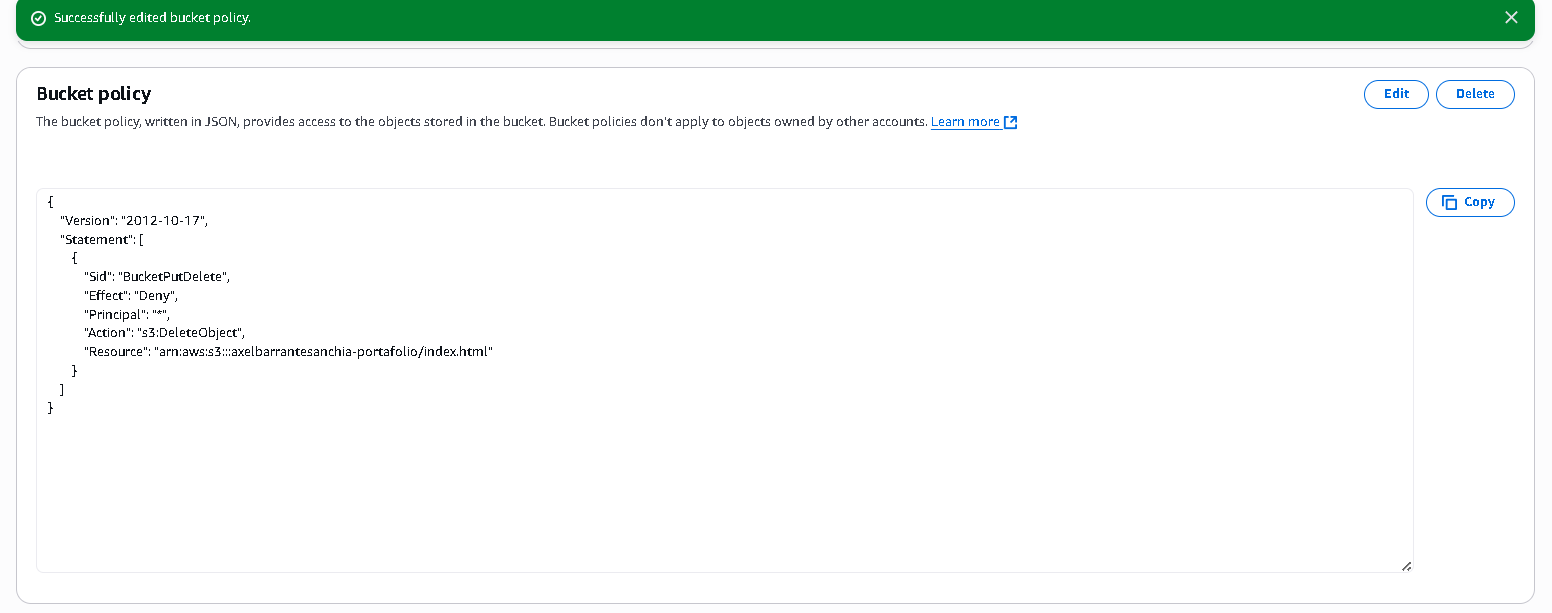 Successfully edited bucket policy.
Bucket policy
Edit
Delete
The bucket policy, written in JSON, provides access to the objects stored in the bucket. Bucket policies don't apply to objects owned by other accounts. Learn more
{
"Version": "2012-10-17",
"Statement": [
{
"Sid": "BucketPutDelete",
"Effect": "Deny",
"Principal": "*",
"Action": "s3:DeleteObject",
"Resource": "arn:aws:s3:::axelbarrantesanchia-portafolio/index.html"
}
]
}
Copy